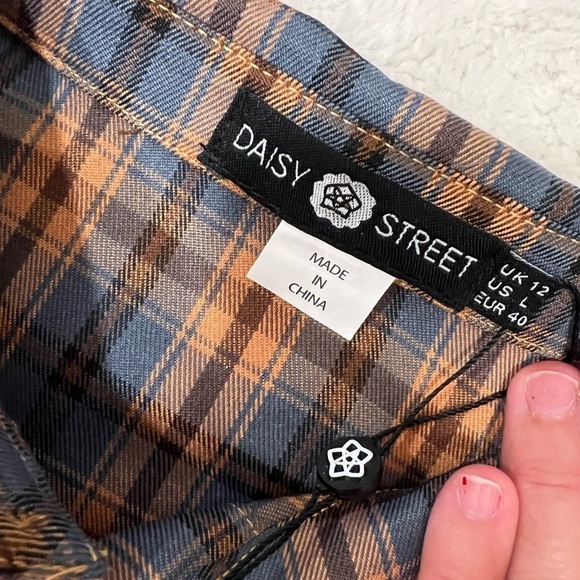 DAISY STREET
UK 12
US L
EUR 40
MADE
IN
CHINA